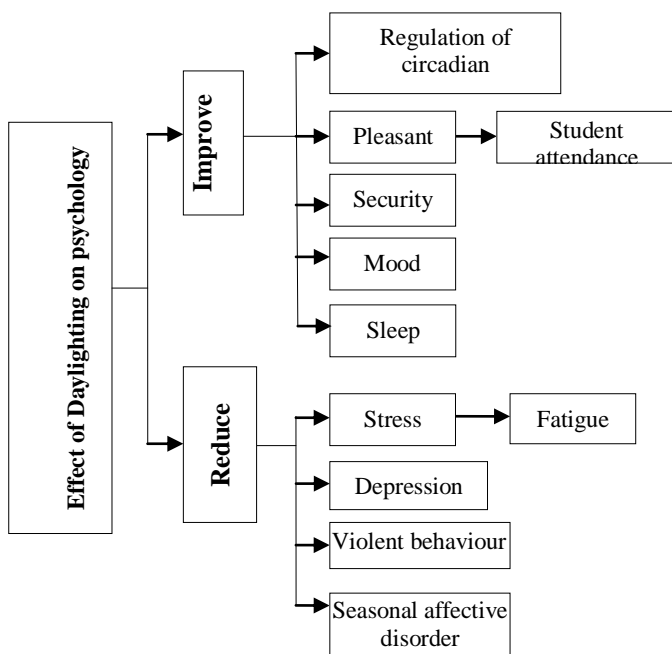 Effect of Daylighting on psychology
Improve
Regulation of
circadian
Pleasant
Student
attendance
Security
Mood
Sleep
Reduce
Stress
Fatigue
Depression
Violent behaviour
Seasonal affective
disorder